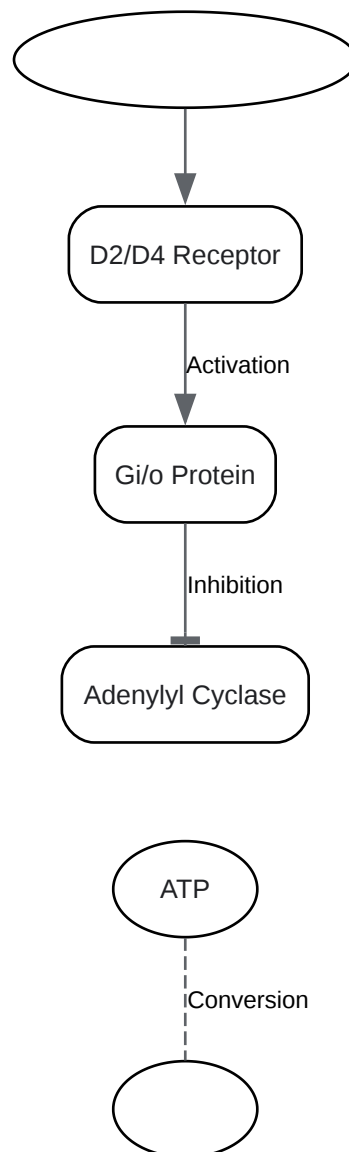 D2/D4 Receptor
Activation
Gi/o Protein
Inhibition
Adenylyl Cyclase
ATP
Conversion